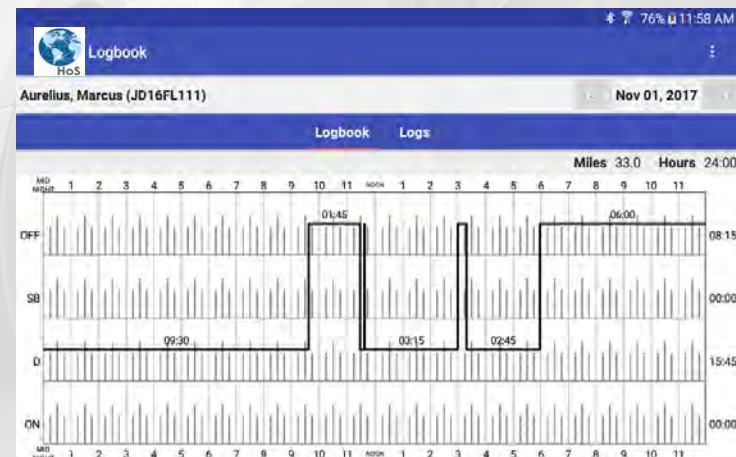 76% 11:58 AM
HoS
Logbook
Aurelius, Marcus (JD16FL111)
Nov 01, 2017
Logbook Logs
Miles 33.0 Hours 24:00
MID NIGHT 1 2 3 4 5 6 7 8 9 10 11 NOON 1 2 3 4 5 6 7 8 9 10 11
01:45 06:00
OFF 08:15
SB 00:00
09:30 03:15 02:45
D 15:45
ON 00:00
MID NIGHT 1 2 3 4 5 6 7 8 9 10 11 NOON 1 2 3 4 5 6 7 8 9 10 11